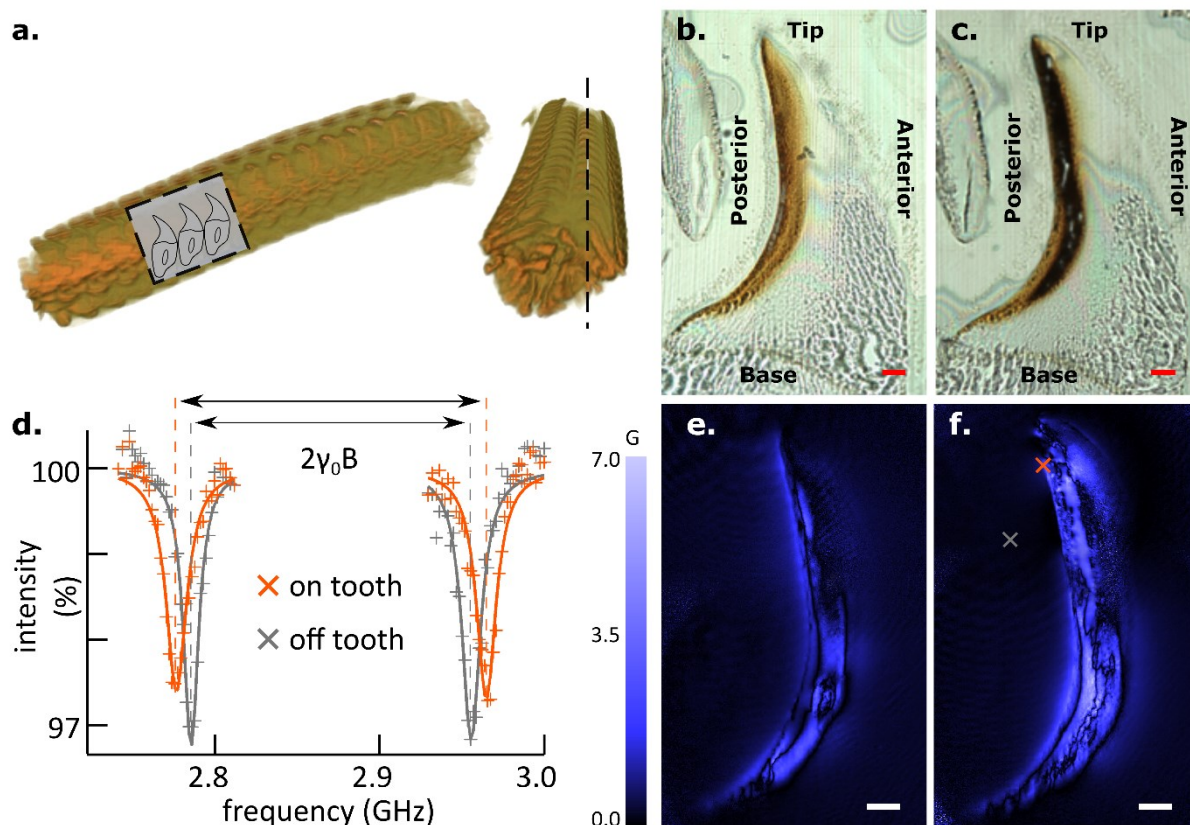 a.
b.
Tip
Posterior
Anterior
Base
c.
Tip
Posterior
Anterior
Base
d.
2γ₀B
100
97
intensity
(%)
× on tooth
× off tooth
2.8
2.9
3.0
frequency (GHz)
G
7.0
3.5
0.0
e.
f.